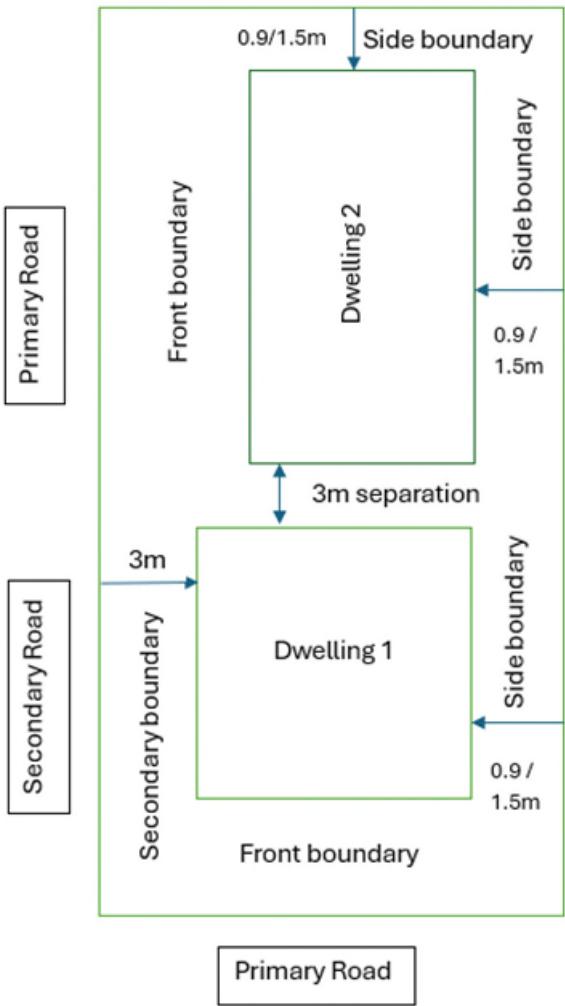 0.9/1.5m
Side boundary
Side boundary
Primary Road
Front boundary
Dwelling 2
0.9 /
1.5m
3m separation
3m
Side boundary
Secondary Road
Secondary boundary
Dwelling 1
0.9 /
1.5m
Front boundary
Primary Road